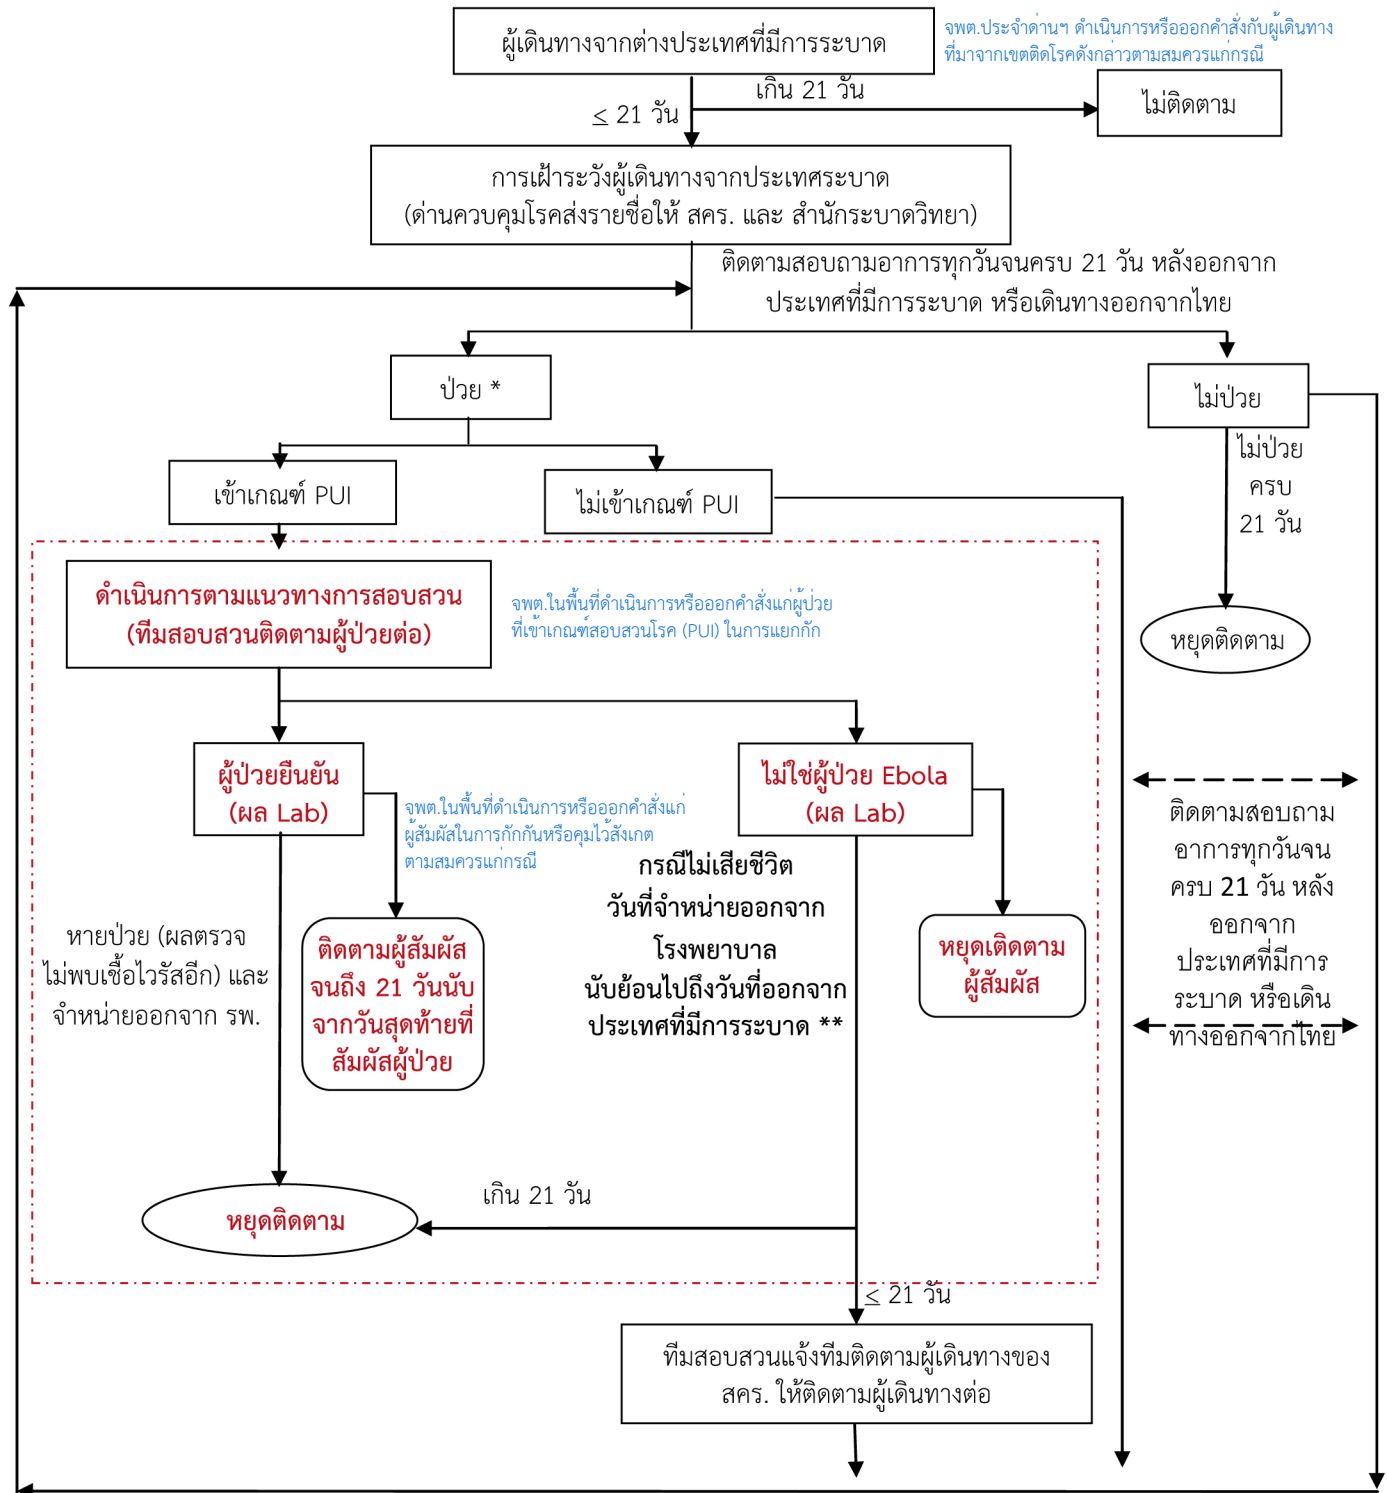 ผู้เดินทางจากต่างประเทศที่มีการระบาด
จพต.ประจำด่านฯ ดำเนินการหรือออกคำสั่งกับผู้เดินทาง
ที่มาจากเขตติดโรคดังกล่าวตามสมควรแก่กรณี
เกิน 21 วัน
≤ 21 วัน
ไม่ติดตาม
การเฝ้าระวังผู้เดินทางจากประเทศระบาด
(ด่านควบคุมโรคส่งรายชื่อให้ สคร. และ สำนักระบาดวิทยา)
ติดตามสอบถามอาการทุกวันจนครบ 21 วัน หลังออกจาก
ประเทศที่มีการระบาด หรือเดินทางออกจากไทย
ป่วย *
ไม่ป่วย
เข้าเกณฑ์ PUI
ไม่เข้าเกณฑ์ PUI
ไม่ป่วย
ครบ
21 วัน
หยุดติดตาม
ดำเนินการตามแนวทางการสอบสวน
(ทีมสอบสวนติดตามผู้ป่วยต่อ)
จพต.ในพื้นที่ดำเนินการหรือออกคำสั่งแก่ผู้ป่วย
ที่เข้าเกณฑ์สอบสวนโรค (PUI) ในการแยกกัก
ผู้ป่วยยืนยัน
(ผล Lab)
จพต.ในพื้นที่ดำเนินการหรือออกคำสั่งแก่
ผู้สัมผัสในการกักกันหรือคุมไว้สังเกต
ตามสมควรแก่กรณี
ไม่ใช่ผู้ป่วย Ebola
(ผล Lab)
กรณีไม่เสียชีวิต
วันที่จำหน่ายออกจาก
โรงพยาบาล
นับย้อนไปถึงวันที่ออกจาก
ประเทศที่มีการระบาด **
หายป่วย (ผลตรวจ
ไม่พบเชื้อไวรัสอีก) และ
จำหน่ายออกจาก รพ.
ติดตามผู้สัมผัส
จนถึง 21 วันนับ
จากวันสุดท้ายที่
สัมผัสผู้ป่วย
หยุดเติดตาม
ผู้สัมผัส
ติดตามสอบถาม
อาการทุกวันจน
ครบ 21 วัน หลัง
ออกจาก
ประเทศที่มีการ
ระบาด หรือเดิน
ทางออกจากไทย
หยุดติดตาม
เกิน 21 วัน
≤ 21 วัน
ทีมสอบสวนแจ้งทีมติดตามผู้เดินทางของ
สคร. ให้ติดตามผู้เดินทางต่อ